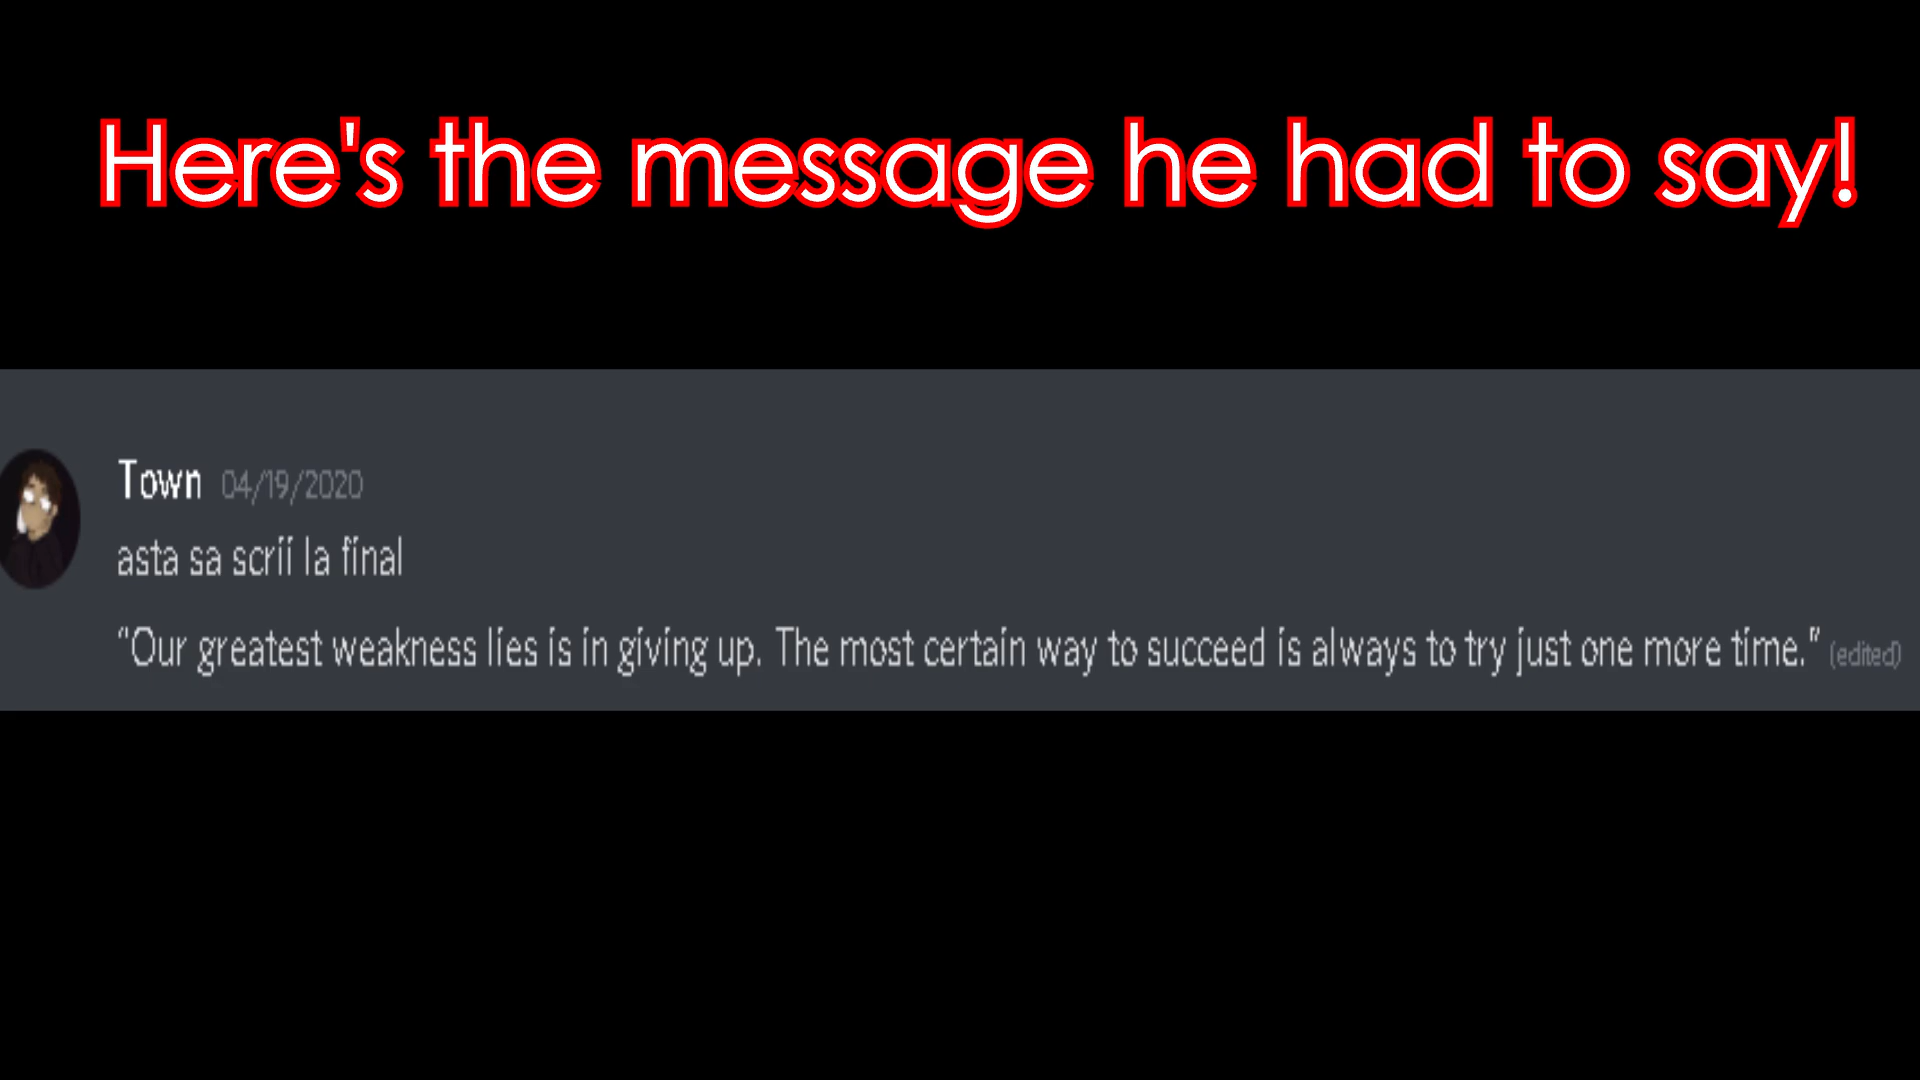 Here's the message he had to say!
Town 04/19/2020
asta sa scrii la final
“Our greatest weakness lies is in giving up. The most certain way to succeed is always to try just one more time.” (edited)